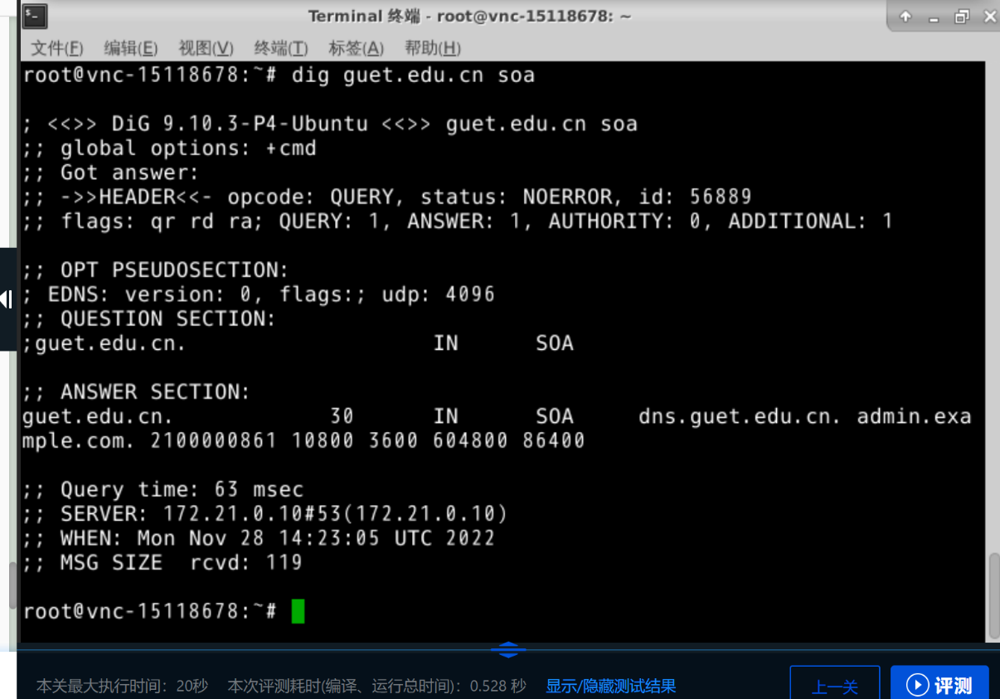 Terminal 终端 - root@vnc-15118678: ~
文件(F) 编辑(E) 视图(V) 终端(T) 标签(A) 帮助(H)
root@vnc-15118678:~# dig guet.edu.cn soa
; <<>> DiG 9.10.3-P4-Ubuntu <<>> guet.edu.cn soa
;; global options: +cmd
;; Got answer:
;; ->>HEADER<<- opcode: QUERY, status: NOERROR, id: 56889
;; flags: qr rd ra; QUERY: 1, ANSWER: 1, AUTHORITY: 0, ADDITIONAL: 1
;; OPT PSEUDOSECTION:
; EDNS: version: 0, flags:; udp: 4096
;; QUESTION SECTION:
;guet.edu.cn. IN SOA
;; ANSWER SECTION:
guet.edu.cn. 30 IN SOA dns.guet.edu.cn. admin.exa
mple.com. 2100000861 10800 3600 604800 86400
;; Query time: 63 msec
;; SERVER: 172.21.0.10#53(172.21.0.10)
;; WHEN: Mon Nov 28 14:23:05 UTC 2022
;; MSG SIZE  rcvd: 119
root@vnc-15118678:~#
本关最大执行时间：20秒 本次评测耗时(编译、运行总时间)：0.528 秒 显示/隐藏测试结果 上一关 评测